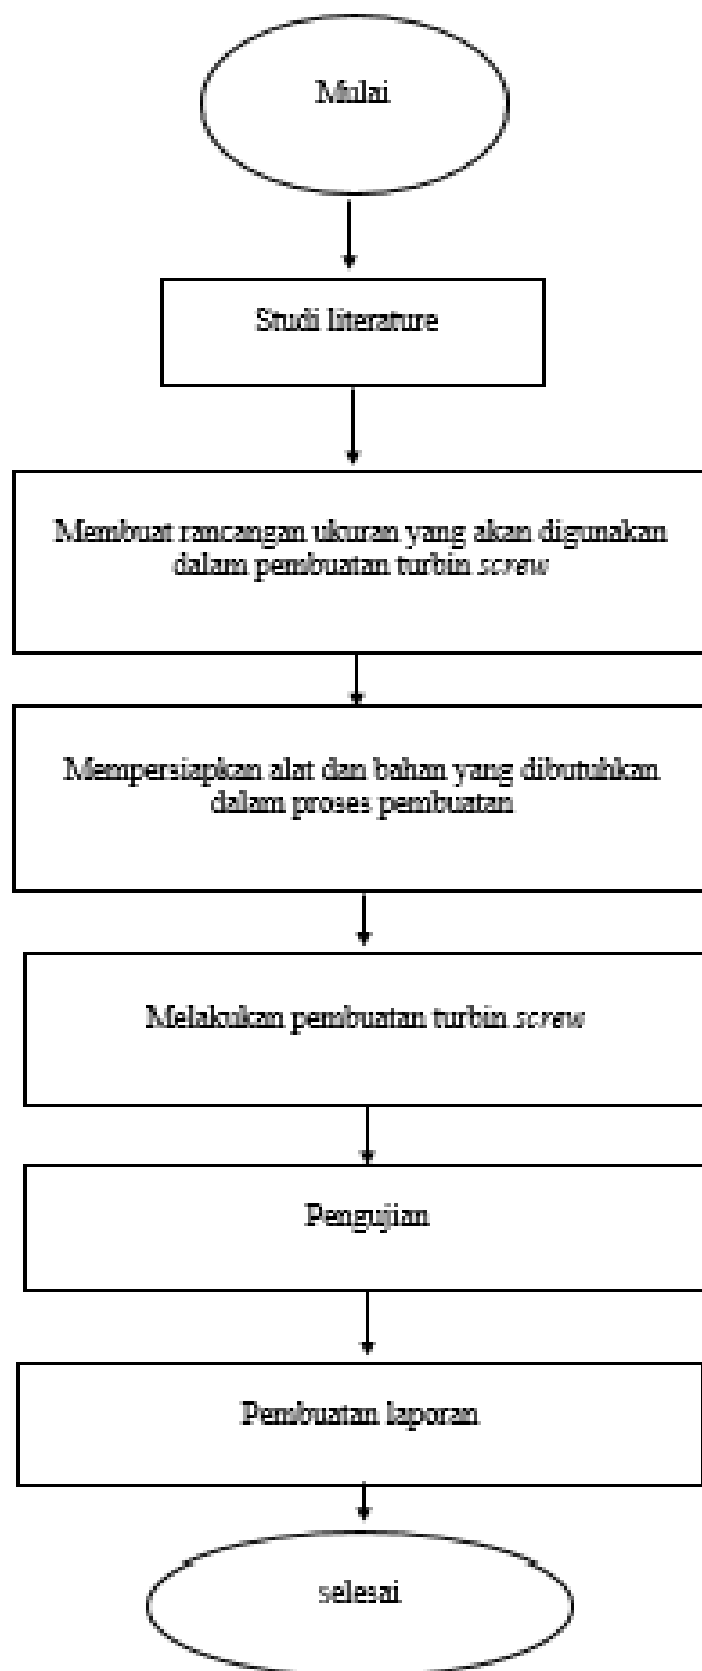 Mulai
Studi literature
Membuat rancangan ukuran yang akan digunakan
dalam pembuatan turbin screw
Mempersiapkan alat dan bahan yang dibutuhkan
dalam proses pembuatan
Melakukan pembuatan turbin screw
Pengujian
Pembuatan laporan
selesai